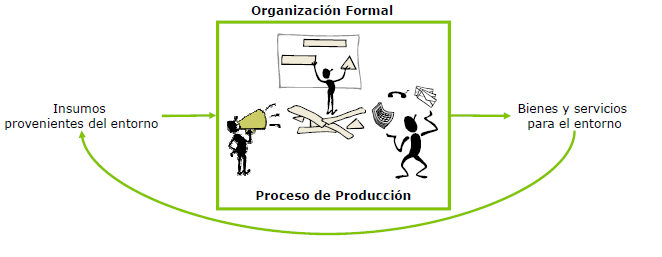 Organización Formal
Insumos
provenientes del entorno
Bienes y servicios
para el entorno
Proceso de Producción